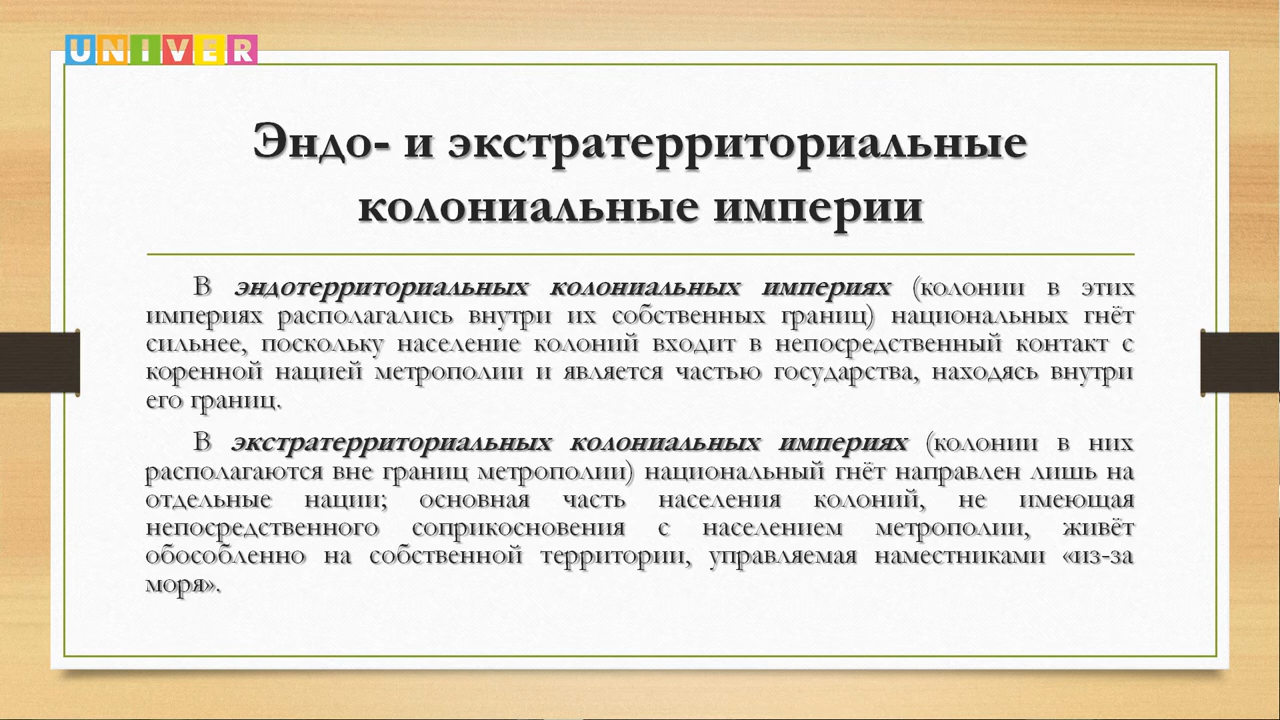 UNIVER
Эндо- и экстратерриториальные
колониальные империи
В эндотерриториальных колониальных империях (колонии в этих
империях располагались внутри их собственных границ) национальных гнёт
сильнее, поскольку население колоний входит в непосредственный контакт с
коренной нацией метрополии и является частью государства, находясь внутри
его границ.
В экстратерриториальных колониальных империях (колонии в них
располагаются вне границ метрополии) национальный гнёт направлен лишь на
отдельные нации; основная часть населения колоний, не имеющая
непосредственного соприкосновения с населением метрополии, живёт
обособленно на собственной территории, управляемая наместниками «из-за
моря».